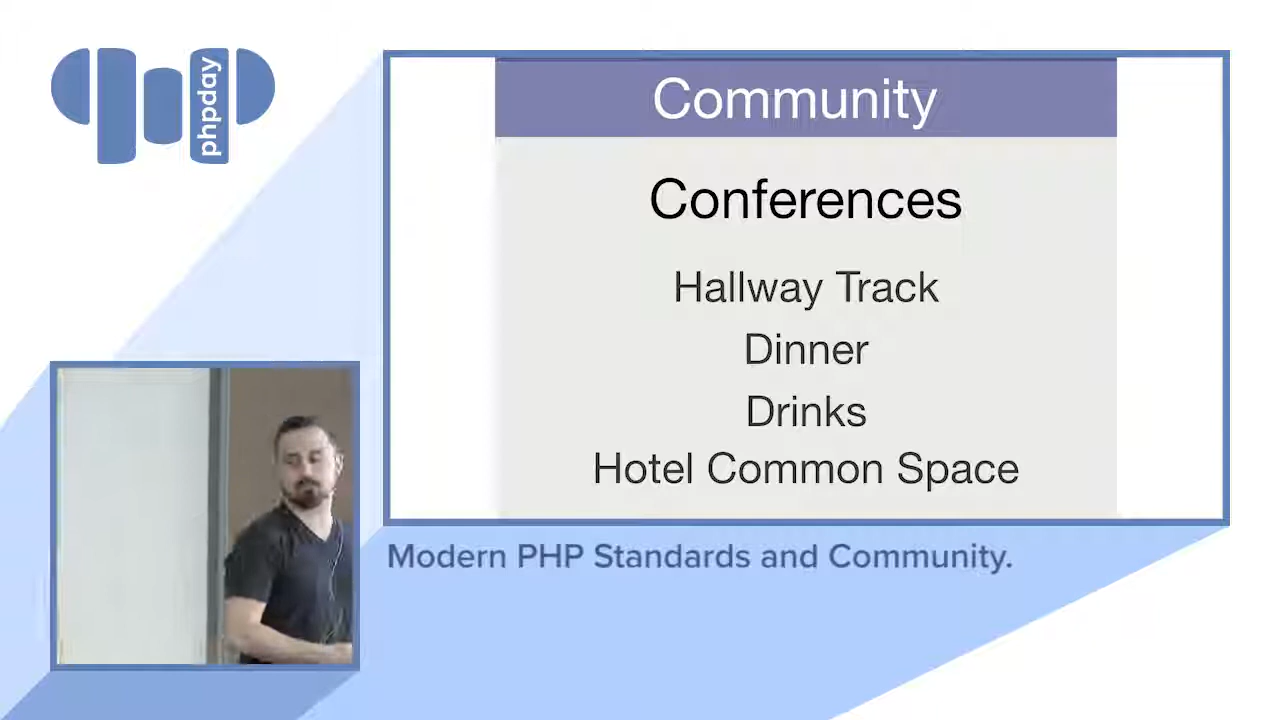 phpday
Community
Conferences
Hallway Track
Dinner
Drinks
Hotel Common Space
Modern PHP Standards and Community.